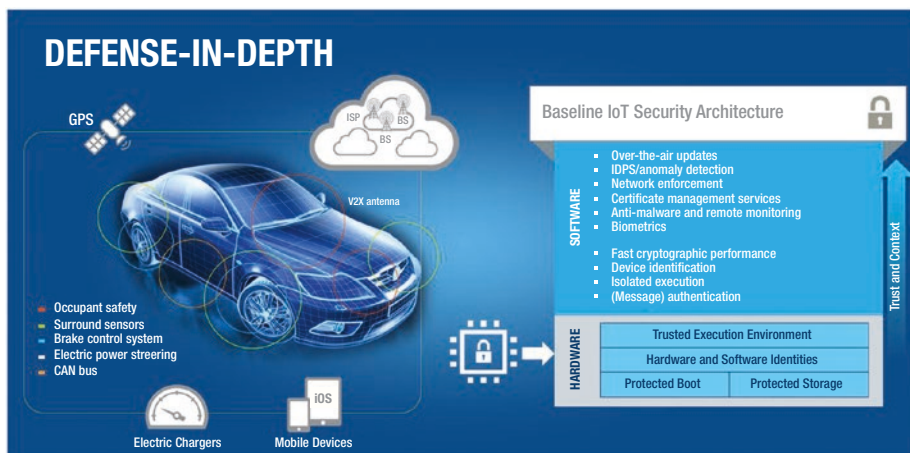 DEFENSE-IN-DEPTH
GPS
ISP
BS
BS
V2X antenna
Occupant safety
Surround sensors
Brake control system
Electric power streering
CAN bus
Electric Chargers
iOS
Mobile Devices
Baseline IoT Security Architecture
SOFTWARE
Over-the-air updates
IDPS/anomaly detection
Network enforcement
Certificate management services
Anti-malware and remote monitoring
Biometrics
Fast cryptographic performance
Device identification
Isolated execution
(Message) authentication
Trust and Context
HARDWARE
Trusted Execution Environment
Hardware and Software Identities
Protected Boot
Protected Storage